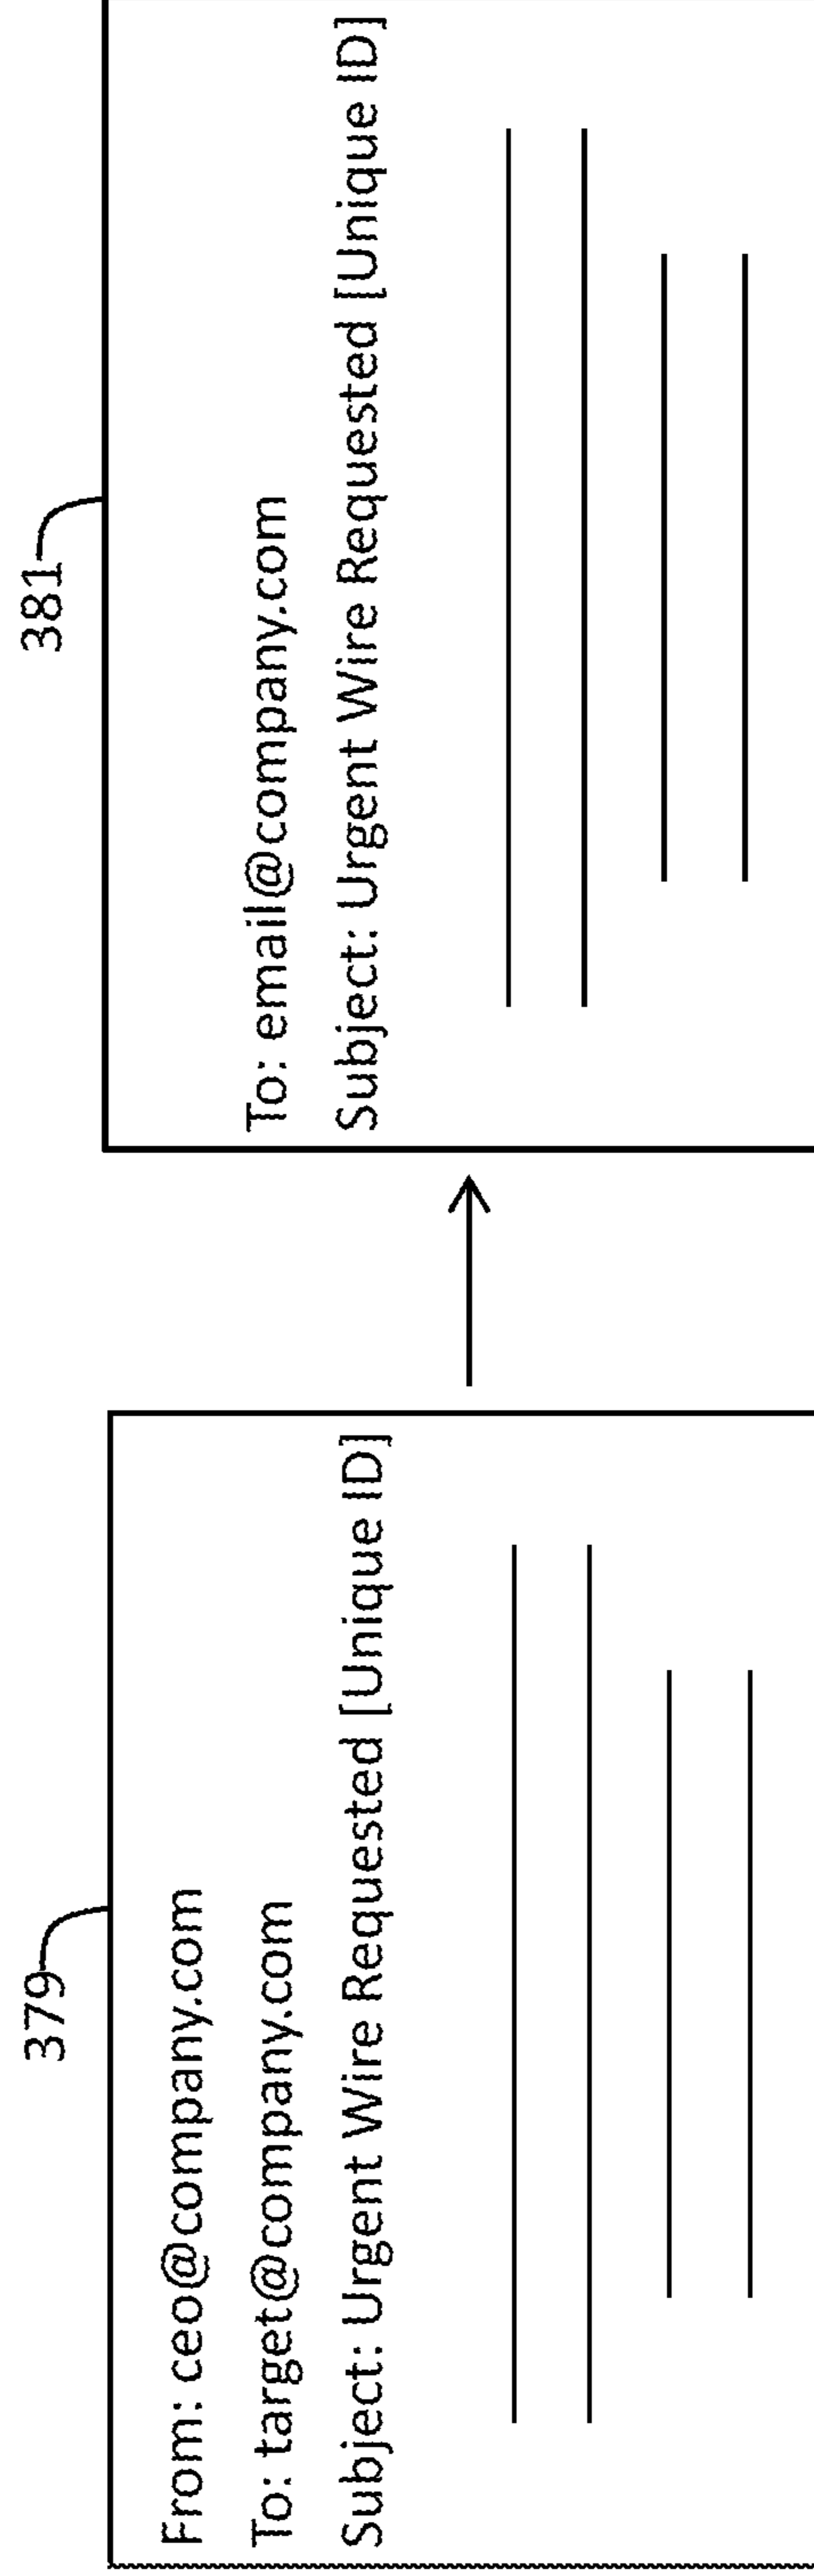 379
From: ceo@company.com
To: target@company.com
Subject: Urgent Wire Requested [Unique ID]
381
To: email@company.com
Subject: Urgent Wire Requested [Unique ID]